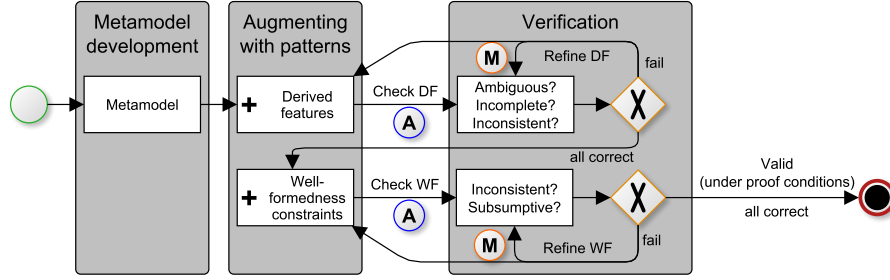 Metamodel
development
Augmenting
with patterns
Verification
Metamodel
+ Derived
features
Check DF
A
M
Refine DF
fail
Ambiguous?
Incomplete?
Inconsistent?
X
all correct
+ Well-
formedness
constraints
Check WF
A
Inconsistent?
Subsumptive?
X
M
Refine WF
fail
Valid
(under proof conditions)
all correct